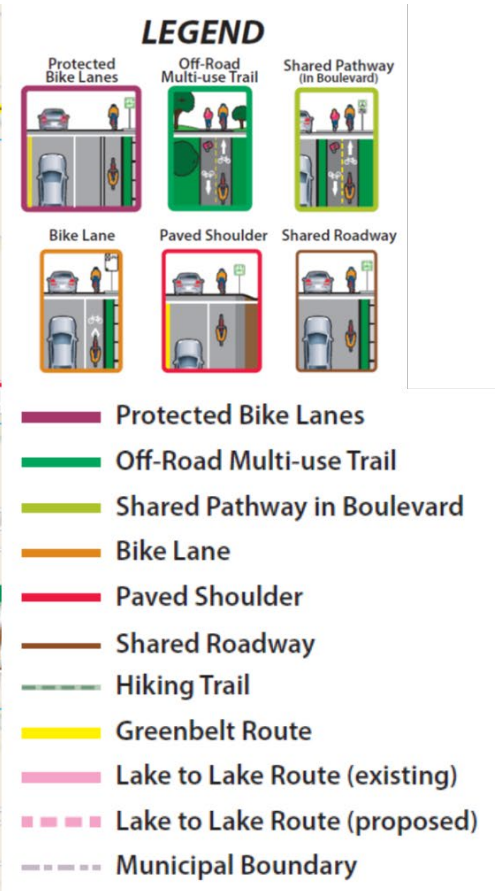 LEGEND
Protected
Bike Lanes
Off-Road
Multi-use Trail
Shared Pathway
(In Boulevard)
Bike Lane
Paved Shoulder
Shared Roadway
Protected Bike Lanes
Off-Road Multi-use Trail
Shared Pathway in Boulevard
Bike Lane
Paved Shoulder
Shared Roadway
Hiking Trail
Greenbelt Route
Lake to Lake Route (existing)
Lake to Lake Route (proposed)
Municipal Boundary